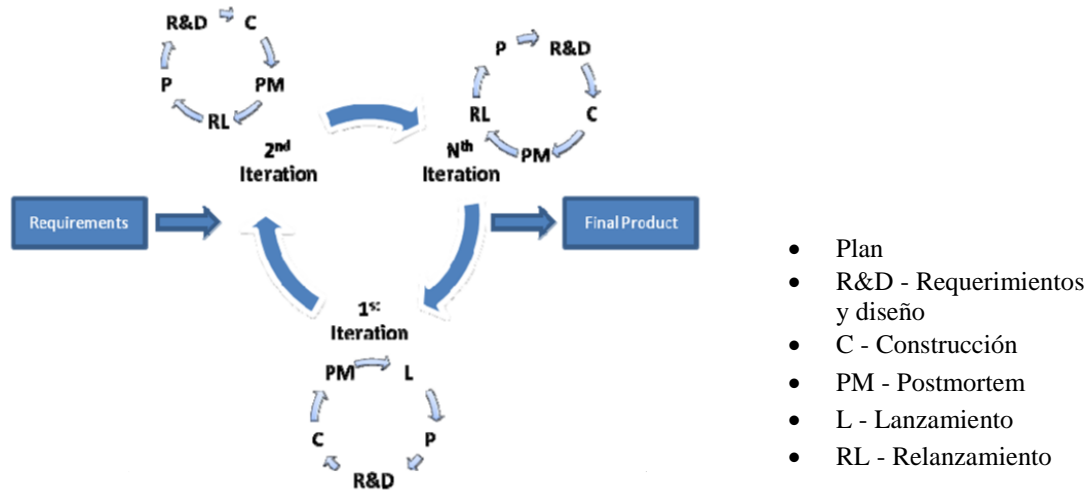 R&D
C
P
PM
RL
2nd
Iteration
P
R&D
RL
C
PM
Nth
Iteration
Requirements
Final Product
1st
Iteration
PM
L
C
P
R&D
• Plan
• R&D - Requerimientos
y diseño
• C - Construcción
• PM - Postmortem
• L - Lanzamiento
• RL - Relanzamiento